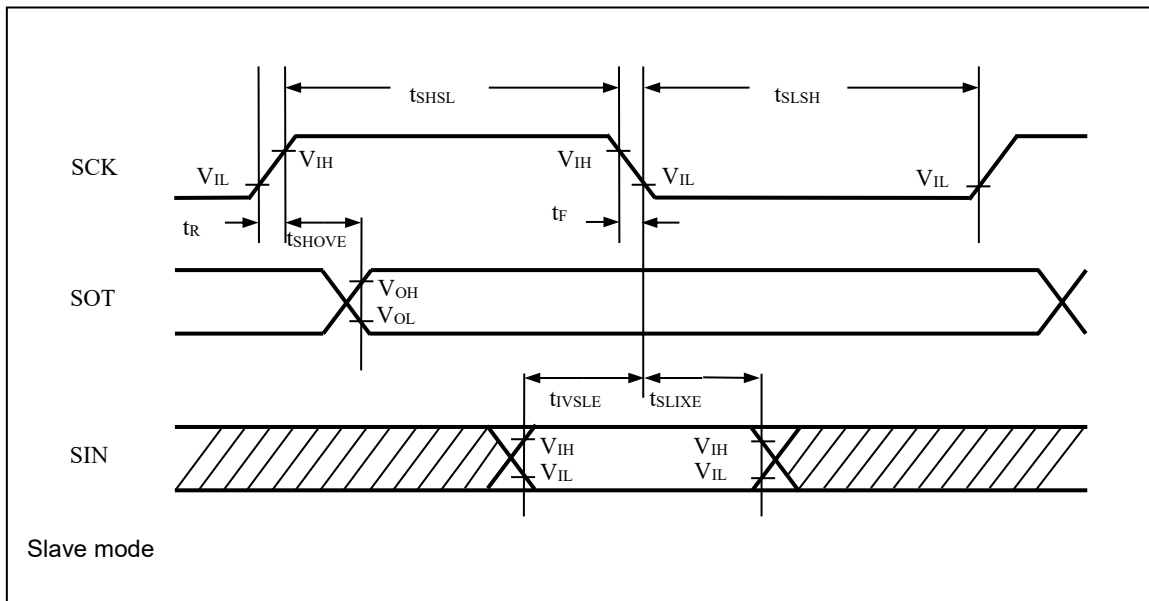 tSHSL tSLSH
SCK VIL VIH VIH VIL VIL
tR tSHOVE tF
SOT VOH
VOL
tIVSLE tSLIXE
SIN VIH VIH
VIL VIL
Slave mode